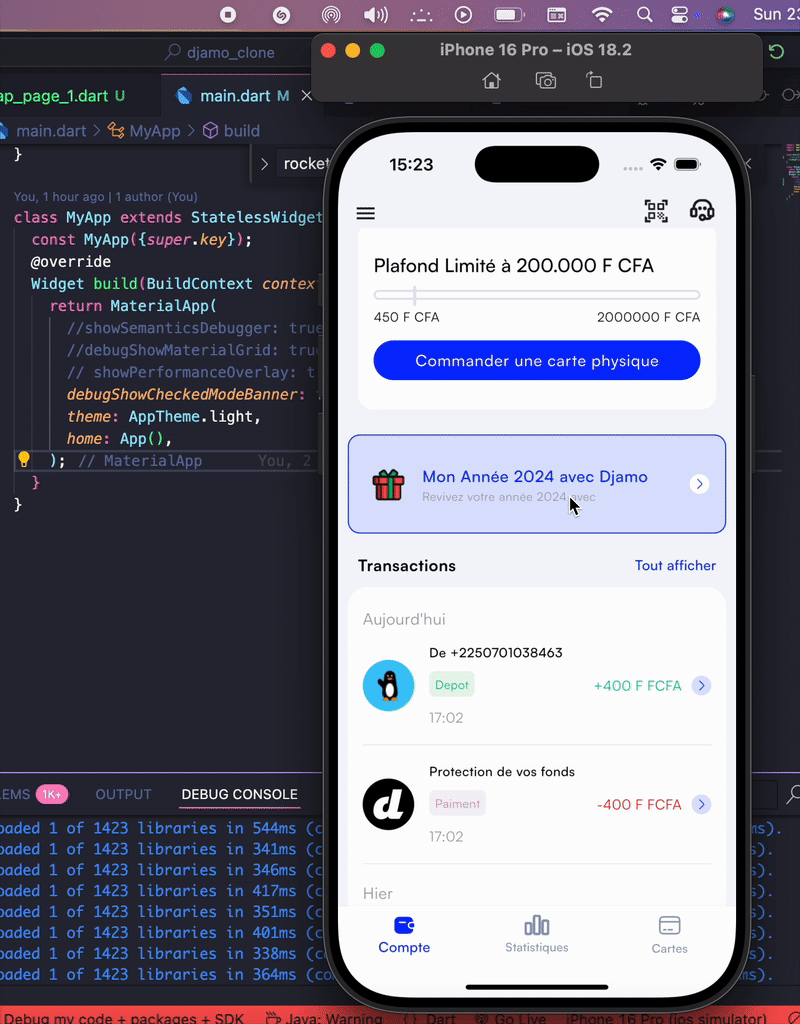 Sun 23
djamo_clone
iPhone 16 Pro – iOS 18.2
ap_page_1.dart U
main.dart M
main.dart > MyApp > build
}
rocket
You, 1 hour ago | 1 author (You)
class MyApp extends StatelessWidget
const MyApp({super.key});
@override
Widget build(BuildContext contex
return MaterialApp(
//showSemanticsDebugger: true
//debugShowMaterialGrid: tru
// showPerformanceOverlay: t
debugShowCheckedModeBanner:
theme: AppTheme.light,
home: App(),
); // MaterialApp You, 2
}
}
15:23
Plafond Limité à 200.000 F CFA
450 F CFA
2000000 F CFA
Commander une carte physique
Mon Année 2024 avec Djamo
Revivez votre année 2024 avec
Transactions
Tout afficher
Aujourd'hui
De +2250701038463
Depot
+400 F FCFA
17:02
Protection de vos fonds
Paiment
-400 F FCFA
17:02
Hier
Compte
Statistiques
Cartes
LEMS 1K+ OUTPUT DEBUG CONSOLE
oaded 1 of 1423 libraries in 544ms (c ms).
oaded 1 of 1423 libraries in 341ms (c s).
oaded 1 of 1423 libraries in 346ms (c s).
oaded 1 of 1423 libraries in 417ms (c s).
oaded 1 of 1423 libraries in 351ms (c s).
oaded 1 of 1423 libraries in 401ms (c s).
oaded 1 of 1423 libraries in 338ms (c s).
oaded 1 of 1423 libraries in 364ms (co s).
Debug my code + packages + SDK Java: Warning {} Dart Go Live iPhone 16 Pro (ios simulator)